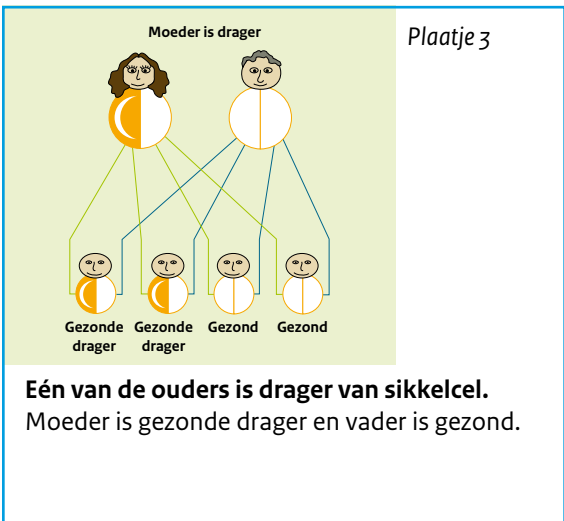 Moeder is drager
Plaatje 3
Gezonde drager
Gezonde drager
Gezond
Gezond
Eén van de ouders is drager van sikkelcel.
Moeder is gezonde drager en vader is gezond.